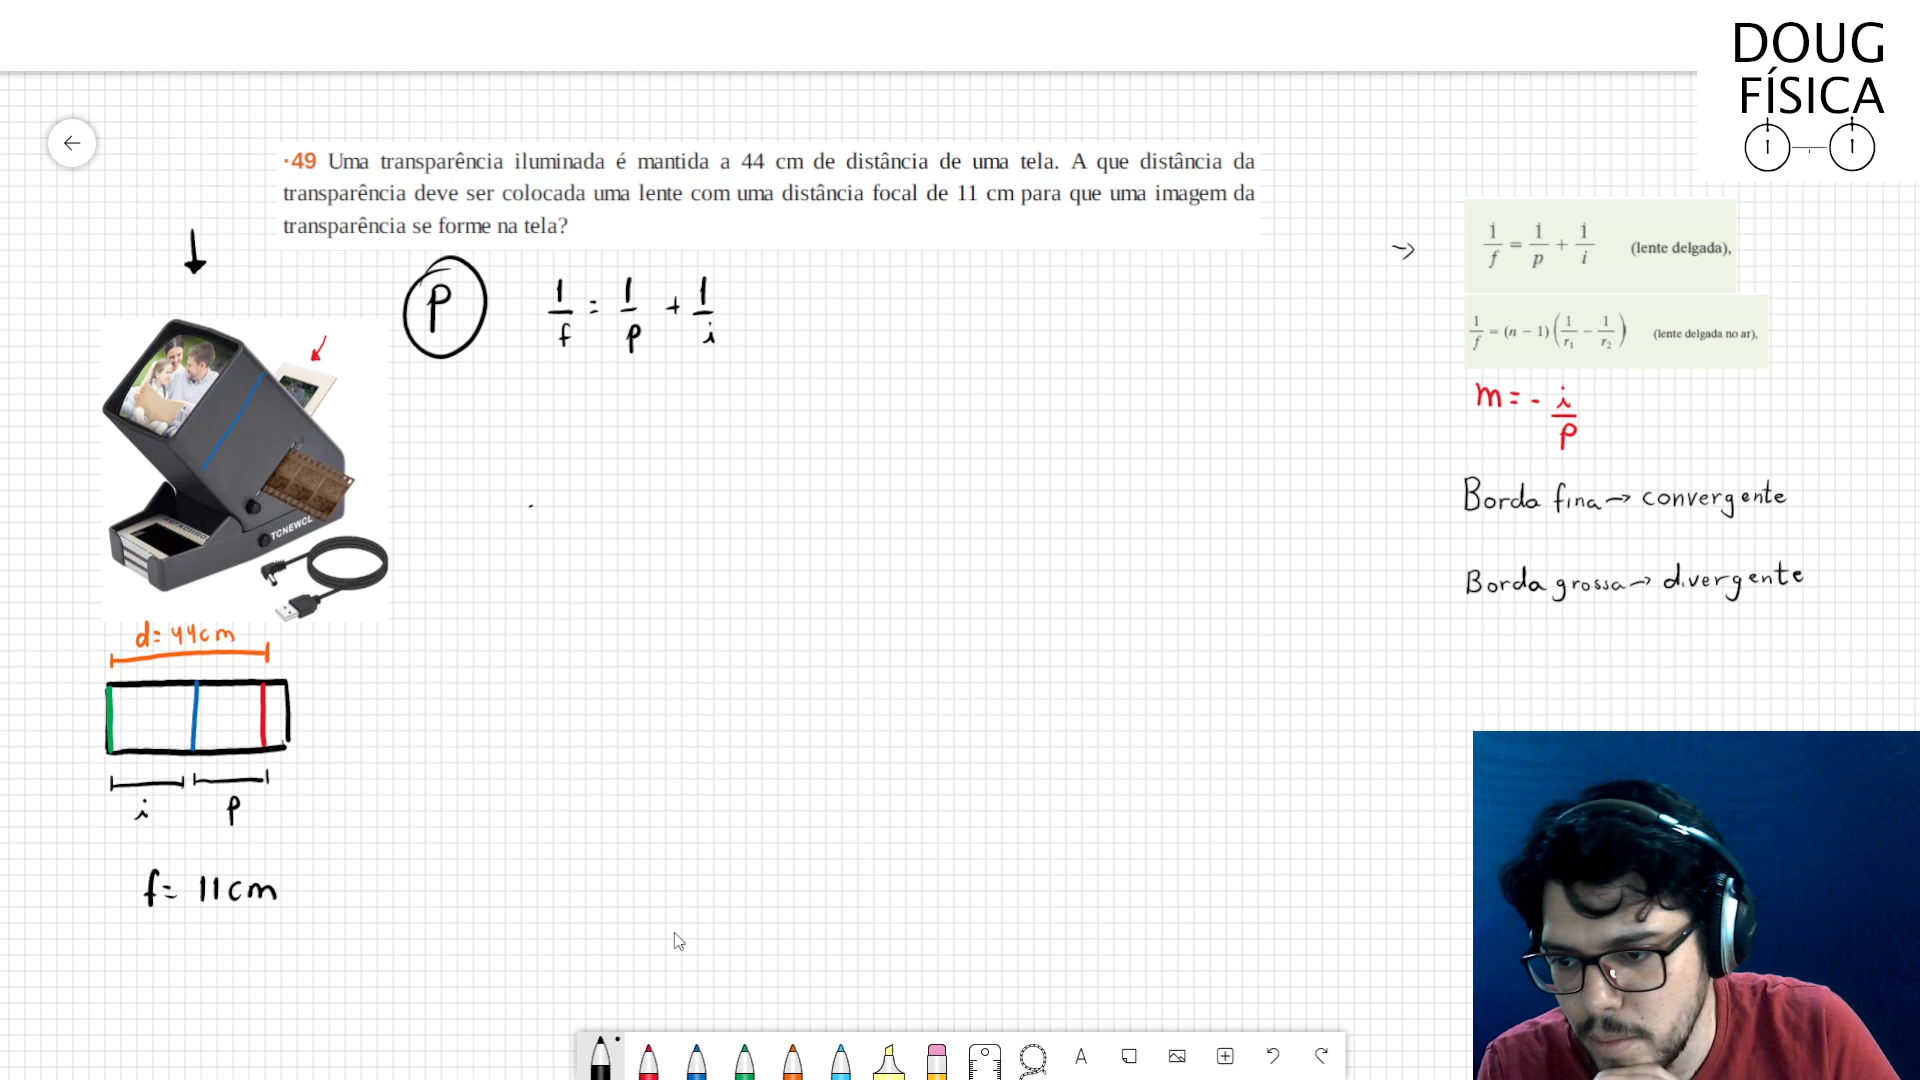 DOUG
FÍSICA
·49 Uma transparência iluminada é mantida a 44 cm de distância de uma tela. A que distância da
transparência deve ser colocada uma lente com uma distância focal de 11 cm para que uma imagem da
transparência se forme na tela?
P
1/f = 1/p + 1/i
1/f = 1/p + 1/i (lente delgada),
1/f = (n − 1) (1/r₁ − 1/r₂) (lente delgada no ar),
m = - i/p
Borda fina → convergente
Borda grossa → divergente
TCNEWCL
d = 44cm
i p
f = 11cm
A